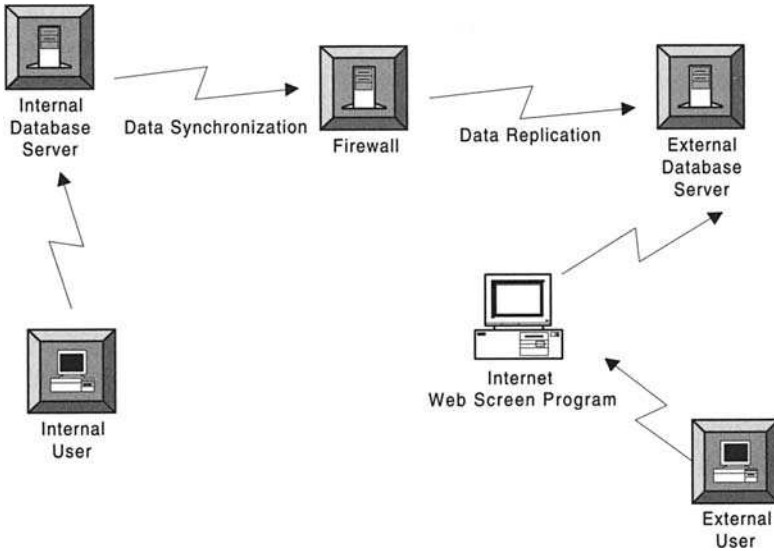 Internal
Database
Server
Data Synchronization
Firewall
Data Replication
External
Database
Server
Internal
User
Internet
Web Screen Program
External
User